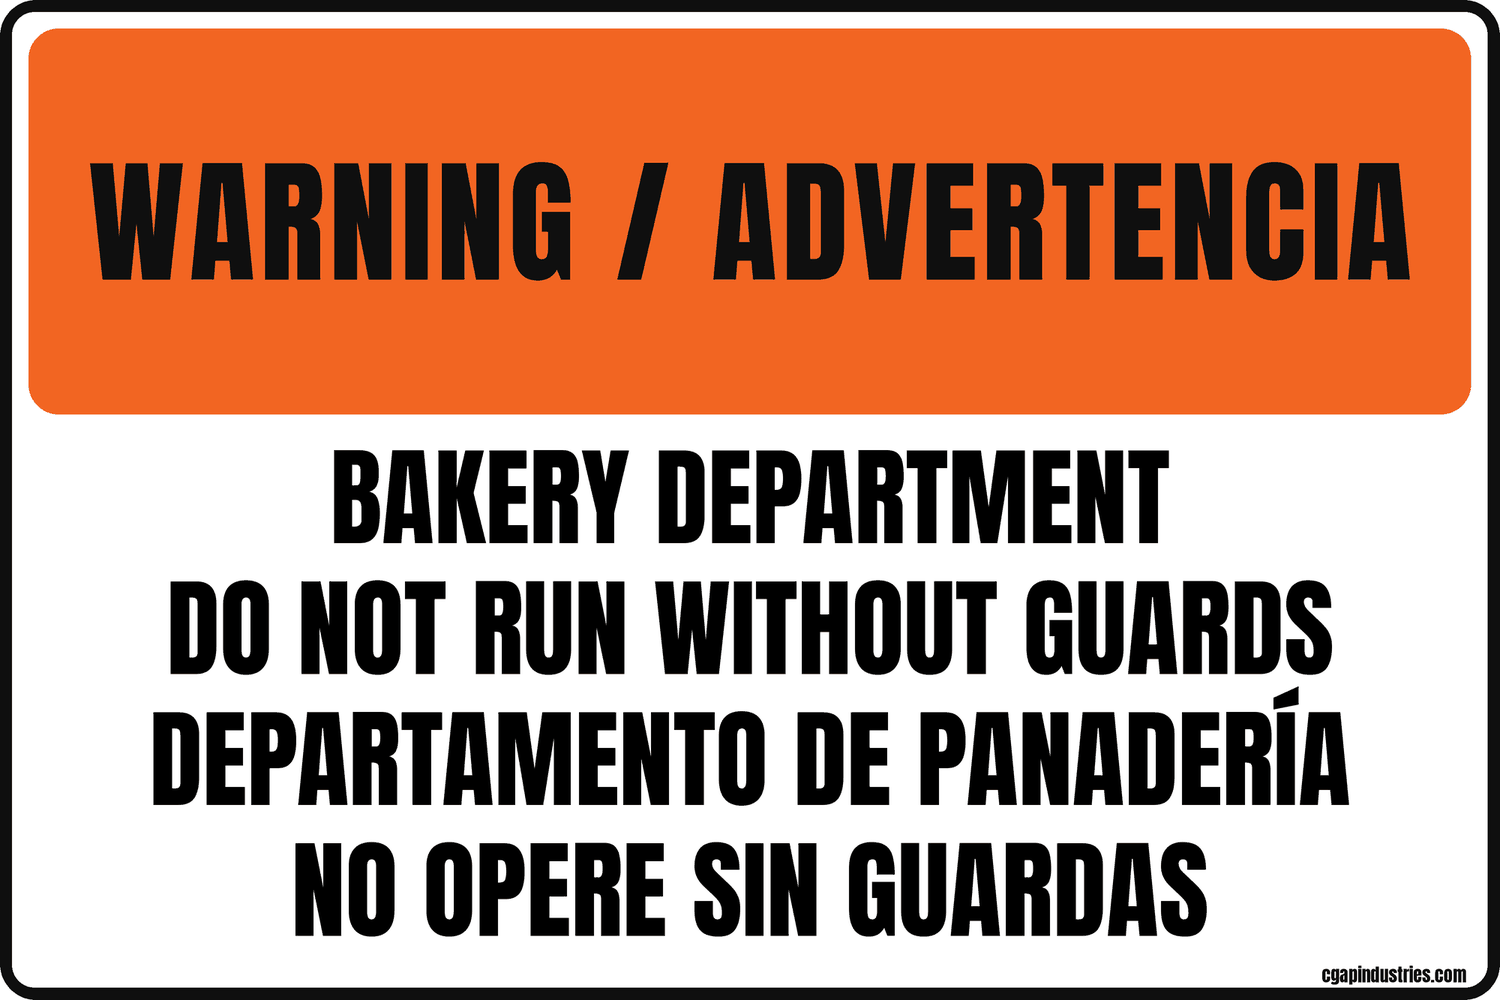 WARNING / ADVERTENCIA
BAKERY DEPARTMENT
DO NOT RUN WITHOUT GUARDS
DEPARTAMENTO DE PANADERÍA
NO OPERE SIN GUARDAS
cgapindustries.com